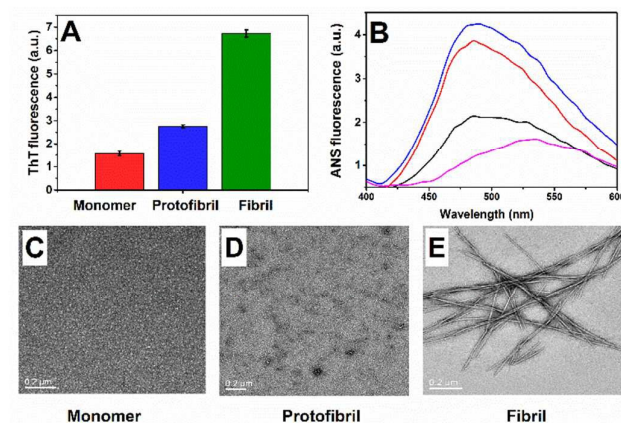 A
ThT fluorescence (a.u.)
7
6
5
4
3
2
1
0
Monomer Protofibril Fibril
B
ANS fluorescence (a.u.)
4
3
2
1
400 450 500 550 600
Wavelength (nm)
C
0.2 µm
D
0.2 µm
E
0.2 µm
Monomer Protofibril Fibril